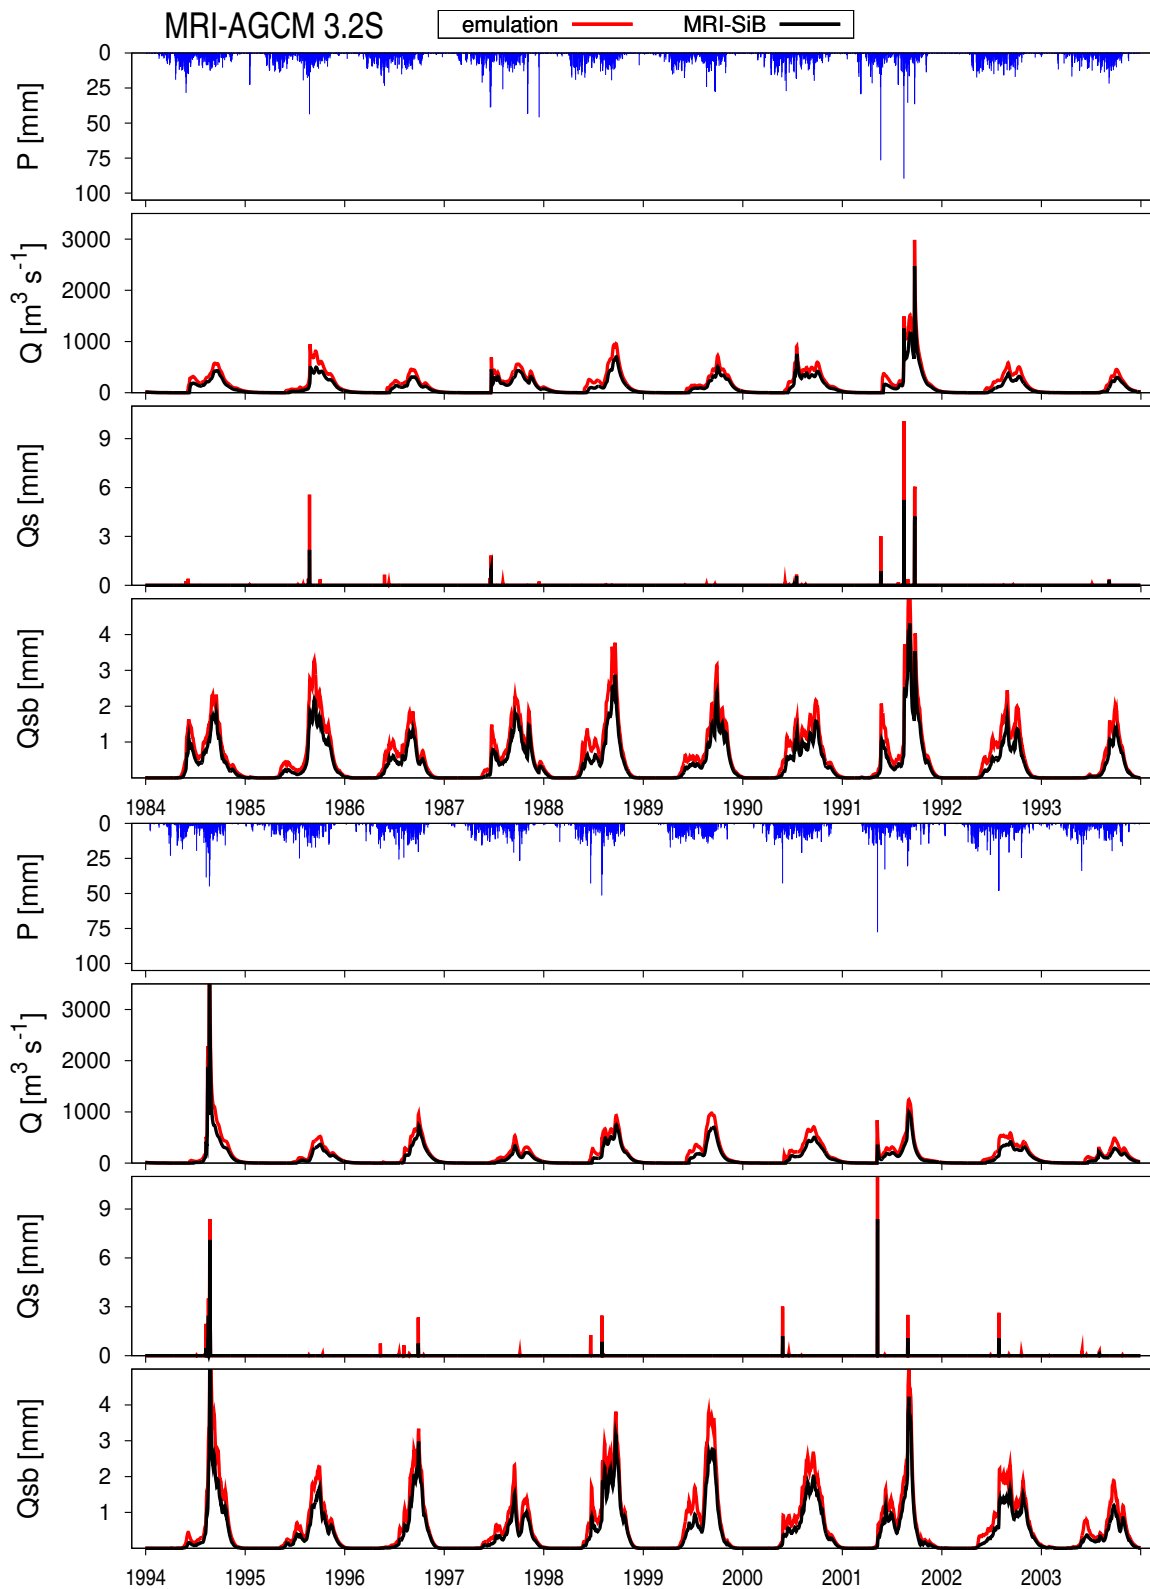 MRI-AGCM 3.2S
emulation MRI-SiB
P [mm]
0
25
50
75
100
Q [m³ s⁻¹]
3000
2000
1000
0
Qs [mm]
9
6
3
0
Qsb [mm]
4
3
2
1
1984 1985 1986 1987 1988 1989 1990 1991 1992 1993
P [mm]
0
25
50
75
100
Q [m³ s⁻¹]
3000
2000
1000
0
Qs [mm]
9
6
3
0
Qsb [mm]
4
3
2
1
1994 1995 1996 1997 1998 1999 2000 2001 2002 2003